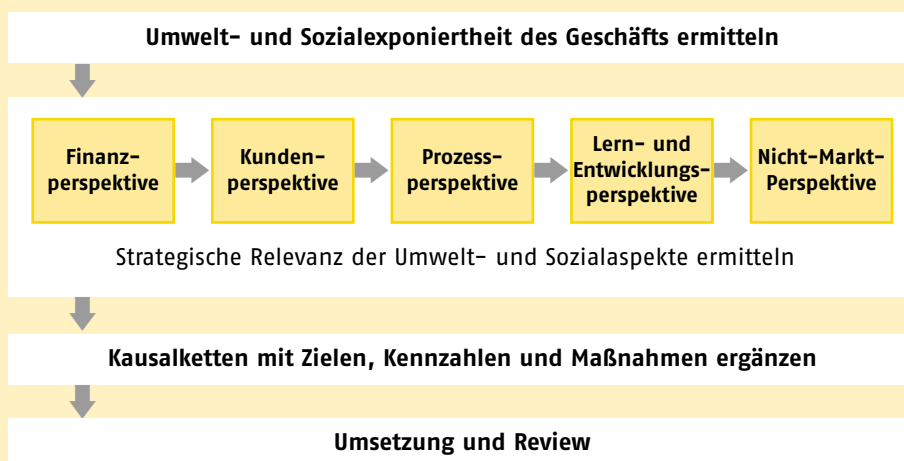 Umwelt- und Sozialexponiertheit des Geschäfts ermitteln
Finanz-
perspektive
Kunden-
perspektive
Prozess-
perspektive
Lern- und
Entwicklungs-
perspektive
Nicht-Markt-
Perspektive
Strategische Relevanz der Umwelt- und Sozialaspekte ermitteln
Kausalketten mit Zielen, Kennzahlen und Maßnahmen ergänzen
Umsetzung und Review